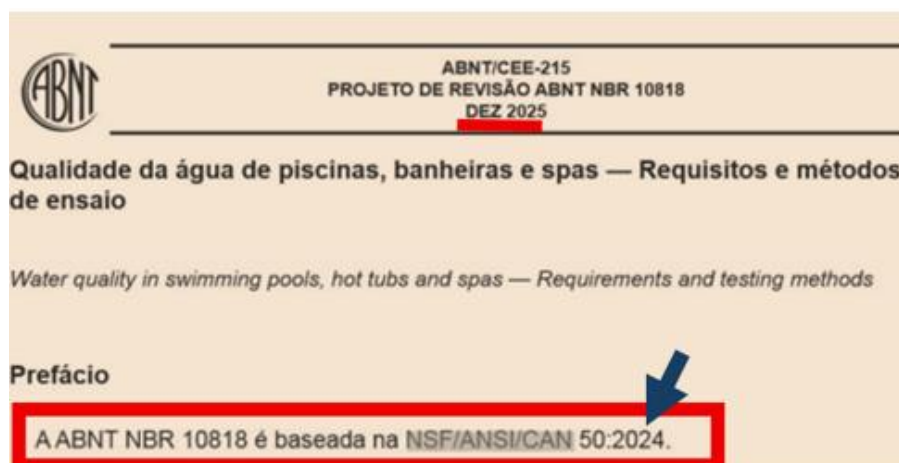 ABNT
ABNT/CEE-215
PROJETO DE REVISÃO ABNT NBR 10818
DEZ 2025
Qualidade da água de piscinas, banheiras e spas — Requisitos e métodos
de ensaio
Water quality in swimming pools, hot tubs and spas — Requirements and testing methods
Prefácio
A ABNT NBR 10818 é baseada na NSF/ANSI/CAN 50:2024.